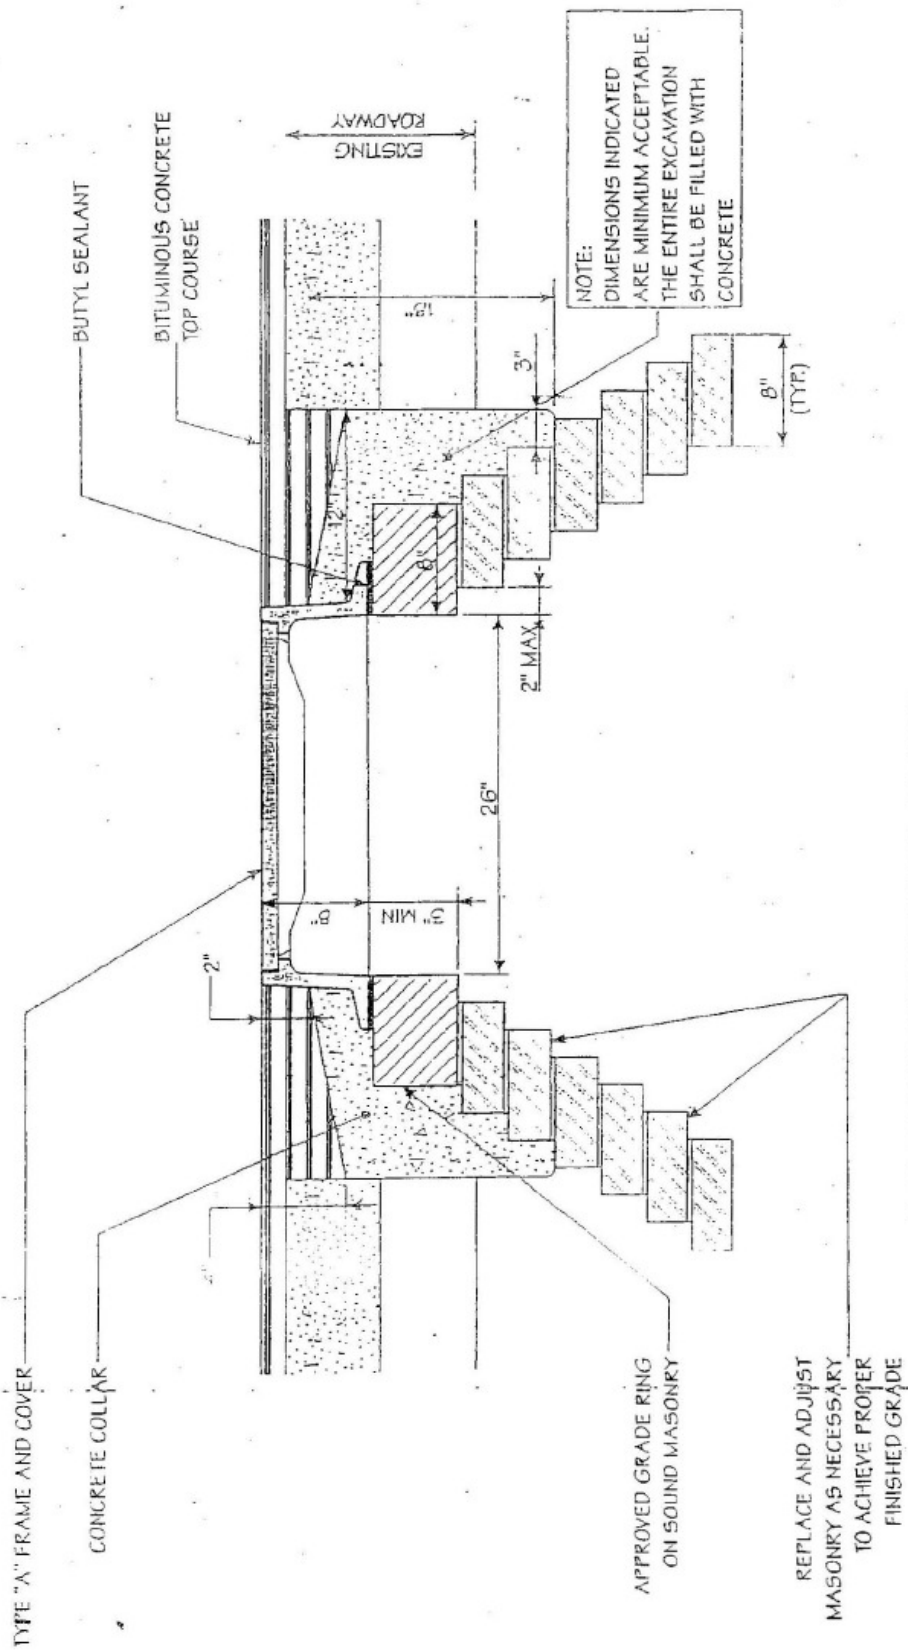 TYPE "A" FRAME AND COVER
CONCRETE COLLAR
2"
BUTYL SEALANT
BITUMINOUS CONCRETE
TOP COURSE
EXISTING
ROADWAY
12"
8"
3" MIN
26"
2" MAX
3"
8"
(TYP.)
NOTE:
DIMENSIONS INDICATED
ARE MINIMUM ACCEPTABLE.
THE ENTIRE EXCAVATION
SHALL BE FILLED WITH
CONCRETE
APPROVED GRADE RING
ON SOUND MASONRY
REPLACE AND ADJUST
MASONRY AS NECESSARY
TO ACHIEVE PROPER
FINISHED GRADE